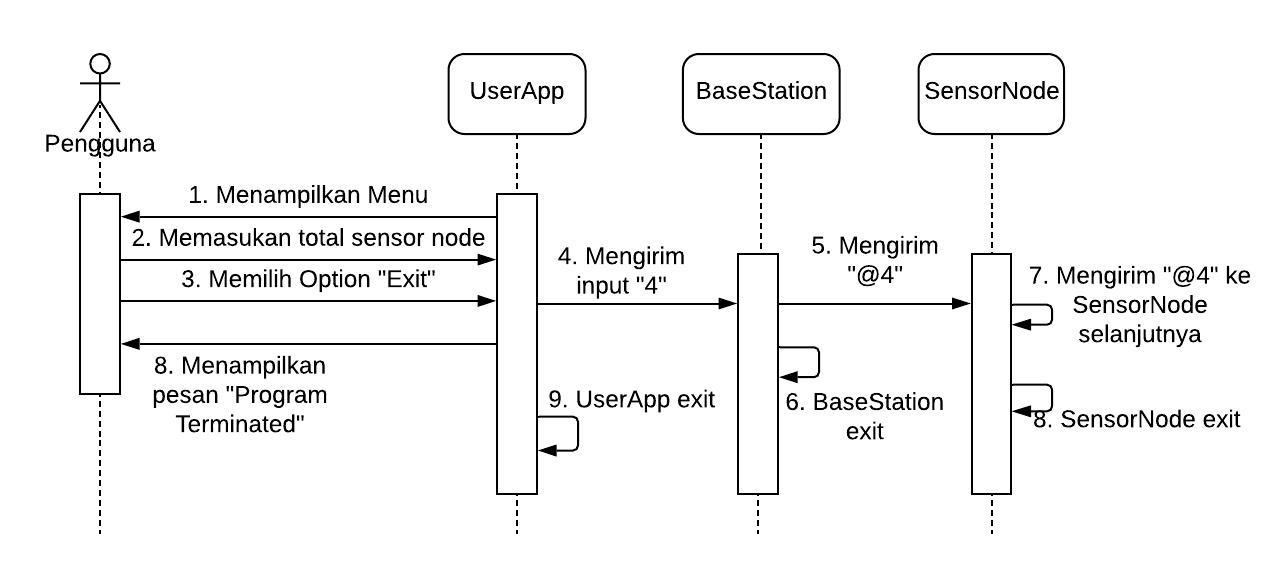 Pengguna
UserApp
BaseStation
SensorNode
1. Menampilkan Menu
2. Memasukan total sensor node
3. Memilih Option "Exit"
4. Mengirim
input "4"
5. Mengirim
"@4"
7. Mengirim "@4" ke
SensorNode
selanjutnya
8. Menampilkan
pesan "Program
Terminated"
9. UserApp exit
6. BaseStation
exit
8. SensorNode exit